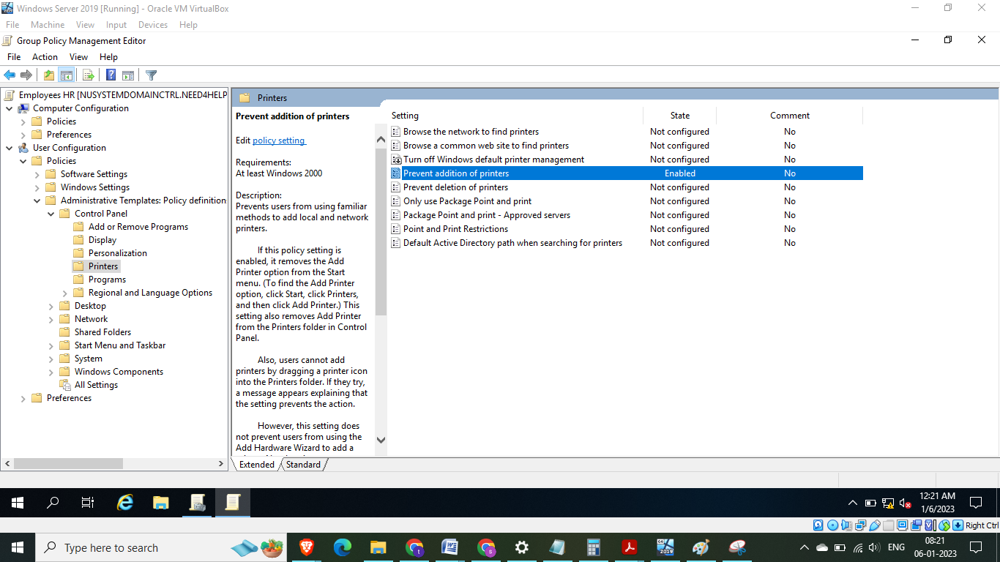 Windows Server 2019 [Running] - Oracle VM VirtualBox
File Machine View Input Devices Help
Group Policy Management Editor
File Action View Help
Employees HR [NUSYSTEMDOMAINCTRL.NEED4HELP
Computer Configuration
Policies
Preferences
User Configuration
Policies
Software Settings
Windows Settings
Administrative Templates: Policy definition
Control Panel
Add or Remove Programs
Display
Personalization
Printers
Programs
Regional and Language Options
Desktop
Network
Shared Folders
Start Menu and Taskbar
System
Windows Components
All Settings
Preferences
Printers
Prevent addition of printers
Edit policy setting
Requirements:
At least Windows 2000
Description:
Prevents users from using familiar
methods to add local and network
printers.
If this policy setting is
enabled, it removes the Add
Printer option from the Start
menu. (To find the Add Printer
option, click Start, click Printers,
and then click Add Printer.) This
setting also removes Add Printer
from the Printers folder in Control
Panel.
Also, users cannot add
printers by dragging a printer icon
into the Printers folder. If they try,
a message appears explaining that
the setting prevents the action.
However, this setting does
not prevent users from using the
Add Hardware Wizard to add a
Setting State Comment
Browse the network to find printers Not configured No
Browse a common web site to find printers Not configured No
Turn off Windows default printer management Not configured No
Prevent addition of printers Enabled No
Prevent deletion of printers Not configured No
Only use Package Point and print Not configured No
Package Point and print - Approved servers Not configured No
Point and Print Restrictions Not configured No
Default Active Directory path when searching for printers Not configured No
Extended Standard
12:21 AM
1/6/2023
Right Ctrl
Type here to search
ENG
08:21
06-01-2023